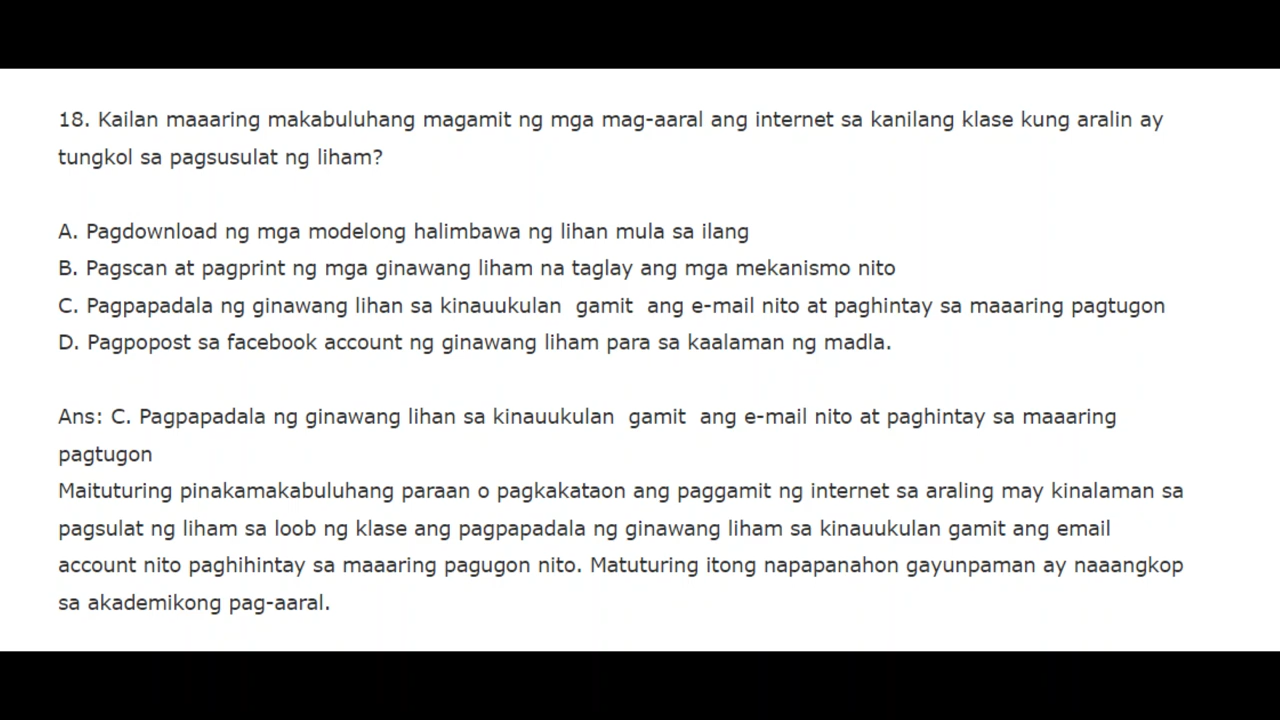 18. Kailan maaaring makabuluhang magamit ng mga mag-aaral ang internet sa kanilang klase kung aralin ay
tungkol sa pagsusulat ng liham?
A. Pagdownload ng mga modelong halimbawa ng lihan mula sa ilang
B. Pagscan at pagprint ng mga ginawang liham na taglay ang mga mekanismo nito
C. Pagpapadala ng ginawang lihan sa kinauukulan  gamit  ang e-mail nito at paghintay sa maaaring pagtugon
D. Pagpopost sa facebook account ng ginawang liham para sa kaalaman ng madla.
Ans: C. Pagpapadala ng ginawang lihan sa kinauukulan  gamit  ang e-mail nito at paghintay sa maaaring
pagtugon
Maituturing pinakamakabuluhang paraan o pagkakataon ang paggamit ng internet sa araling may kinalaman sa
pagsulat ng liham sa loob ng klase ang pagpapadala ng ginawang liham sa kinauukulan gamit ang email
account nito paghihintay sa maaaring pagugon nito. Matuturing itong napapanahon gayunpaman ay naaangkop
sa akademikong pag-aaral.